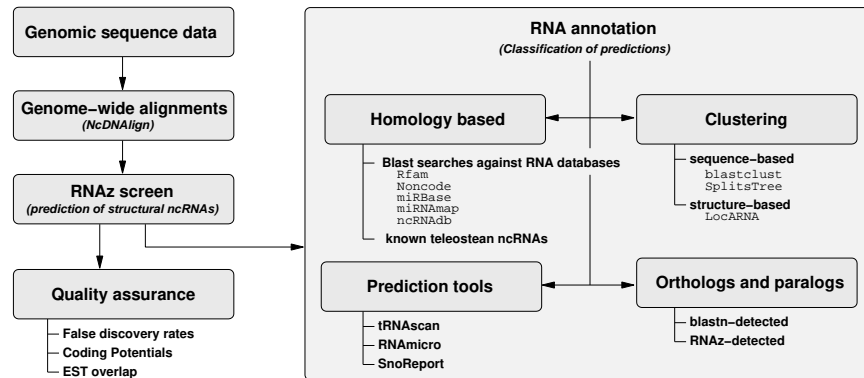 Genomic sequence data
Genome−wide alignments
(NcDNAlign)
RNAz screen
(prediction of structural ncRNAs)
Quality assurance
False discovery rates
Coding Potentials
EST overlap
RNA annotation
(Classification of predictions)
Homology based
Blast searches against RNA databases
Rfam
Noncode
miRBase
miRNAmap
ncRNAdb
known teleostean ncRNAs
Clustering
sequence−based
blastclust
SplitsTree
structure−based
LocARNA
Prediction tools
tRNAscan
RNAmicro
SnoReport
Orthologs and paralogs
blastn−detected
RNAz−detected